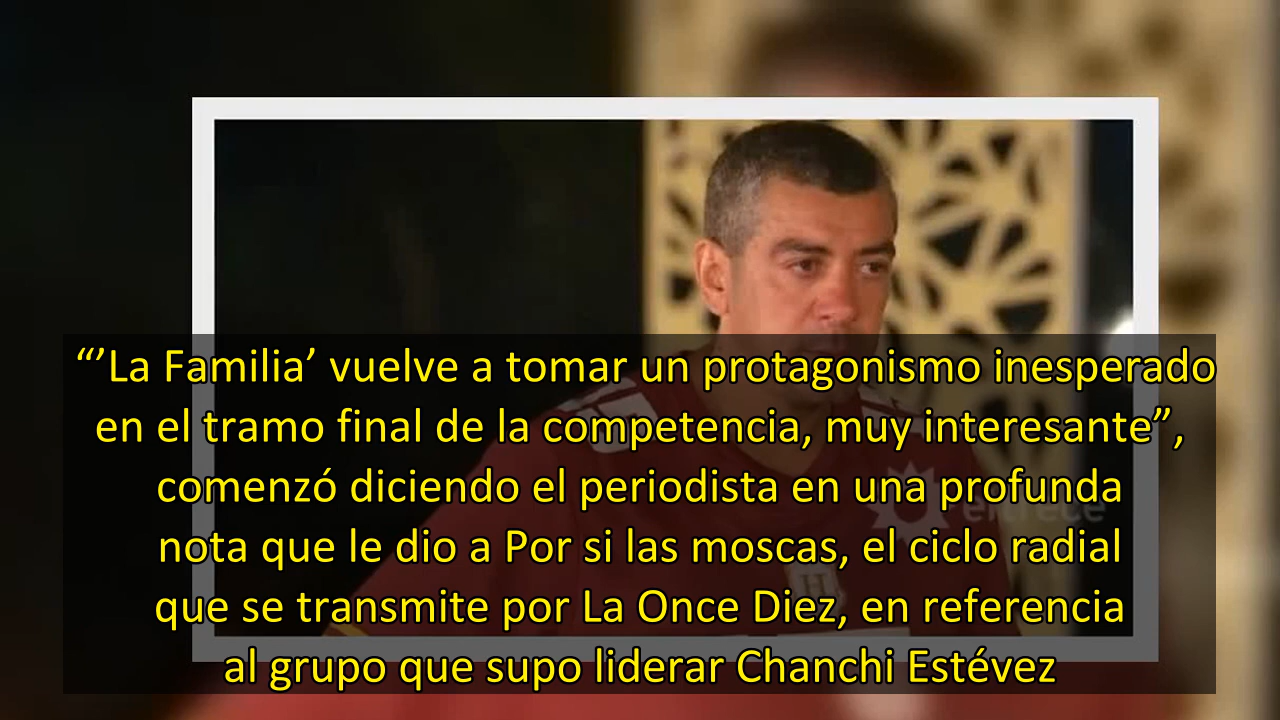 “’La Familia’ vuelve a tomar un protagonismo inesperado
en el tramo final de la competencia, muy interesante”,
comenzó diciendo el periodista en una profunda
nota que le dio a Por si las moscas, el ciclo radial
que se transmite por La Once Diez, en referencia
al grupo que supo liderar Chanchi Estévez
eltrece
H